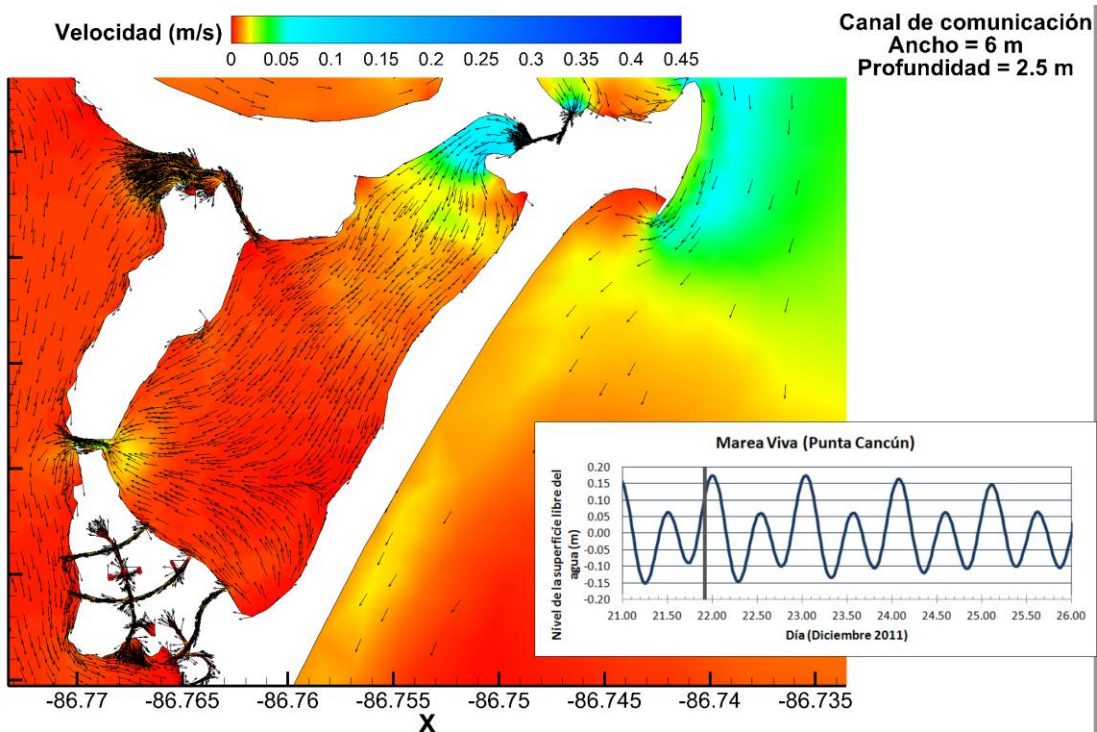 Velocidad (m/s)
0 0.05 0.1 0.15 0.2 0.25 0.3 0.35 0.4 0.45
Canal de comunicación
Ancho = 6 m
Profundidad = 2.5 m
Marea Viva (Punta Cancún)
Nivel de la superficie libre del
agua (m)
0.20
0.15
0.10
0.05
0.00
-0.05
-0.10
-0.15
-0.20
21.00 21.50 22.00 22.50 23.00 23.50 24.00 24.50 25.00 25.50 26.00
Día (Diciembre 2011)
-86.77 -86.765 -86.76 -86.755 -86.75 -86.745 -86.74 -86.735
X